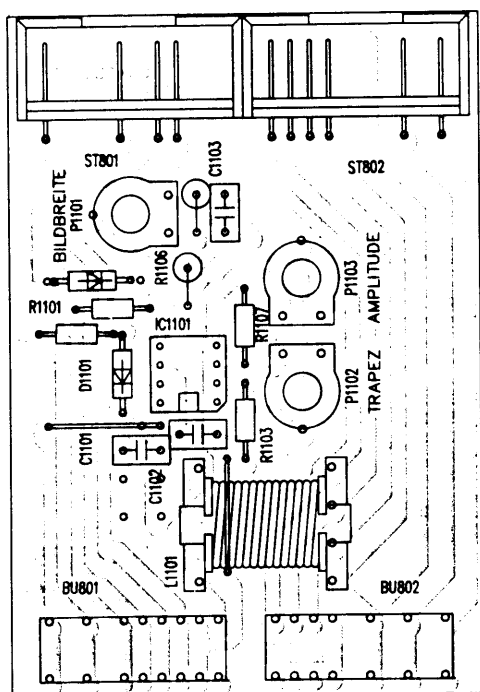 ST801
C1103
ST802
BILDBREITE
P1101
R1106
P1103
AMPLITUDE
R1101
IC1101
R1107
D1101
P1102
TRAPEZ
C1101
C1102
R1103
L1101
BU801
BU802